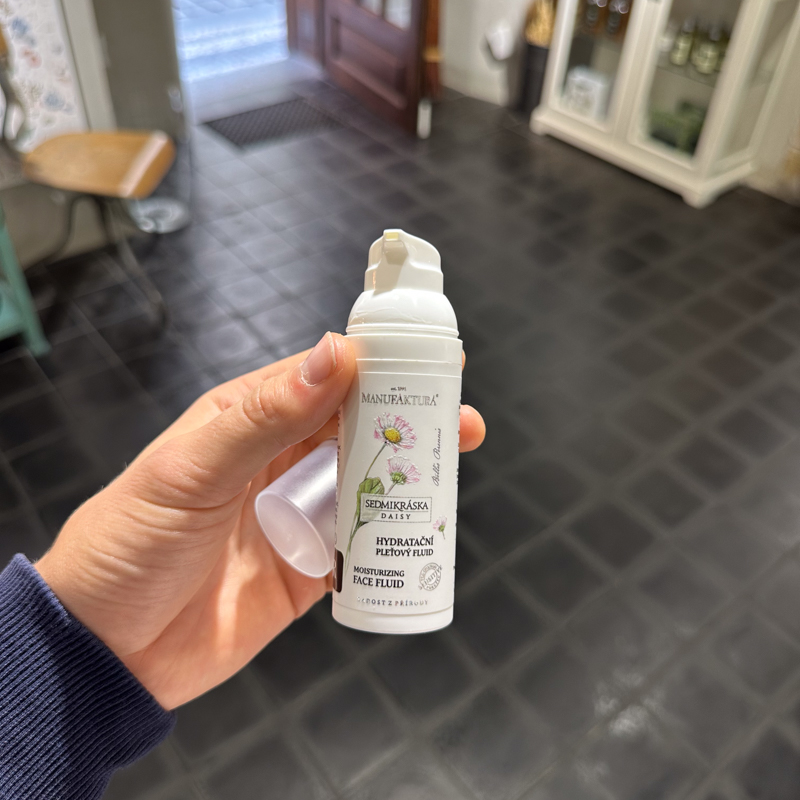 est. 1991
MANUFAKTURA®
Bellis Perennis
SEDMIKRÁSKA
DAISY
HYDRATAČNÍ
PLEŤOVÝ FLUID
MOISTURIZING
FACE FLUID